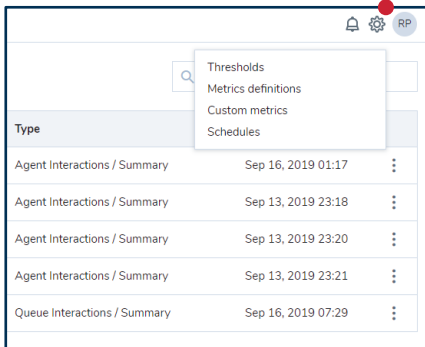 RP
Thresholds
Metrics definitions
Custom metrics
Schedules
Type
Agent Interactions / Summary Sep 16, 2019 01:17
Agent Interactions / Summary Sep 13, 2019 23:18
Agent Interactions / Summary Sep 13, 2019 23:20
Agent Interactions / Summary Sep 13, 2019 23:21
Queue Interactions / Summary Sep 16, 2019 07:29